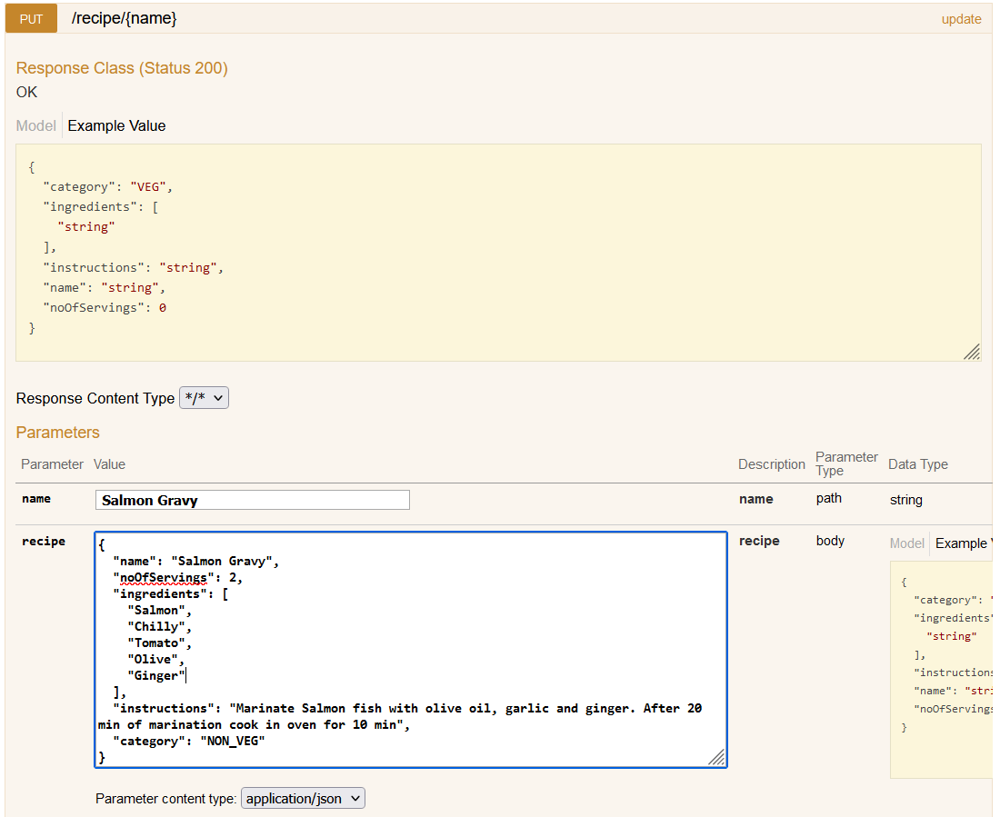 PUT /recipe/{name} update
Response Class (Status 200)
OK
Model Example Value
{
  "category": "VEG",
  "ingredients": [
    "string"
  ],
  "instructions": "string",
  "name": "string",
  "noOfServings": 0
}
Response Content Type */*
Parameters
Parameter Value Description Parameter Type Data Type
name Salmon Gravy name path string
recipe
{
  "name": "Salmon Gravy",
  "noOfServings": 2,
  "ingredients": [
    "Salmon",
    "Chilly",
    "Tomato",
    "Olive",
    "Ginger"
  ],
  "instructions": "Marinate Salmon fish with olive oil, garlic and ginger. After 20
min of marination cook in oven for 10 min",
  "category": "NON_VEG"
}
recipe body
Model Example
{
  "category": "
  "ingredients"
    "string"
  ],
  "instructions
  "name": "stri
  "noOfServings
}
Parameter content type: application/json